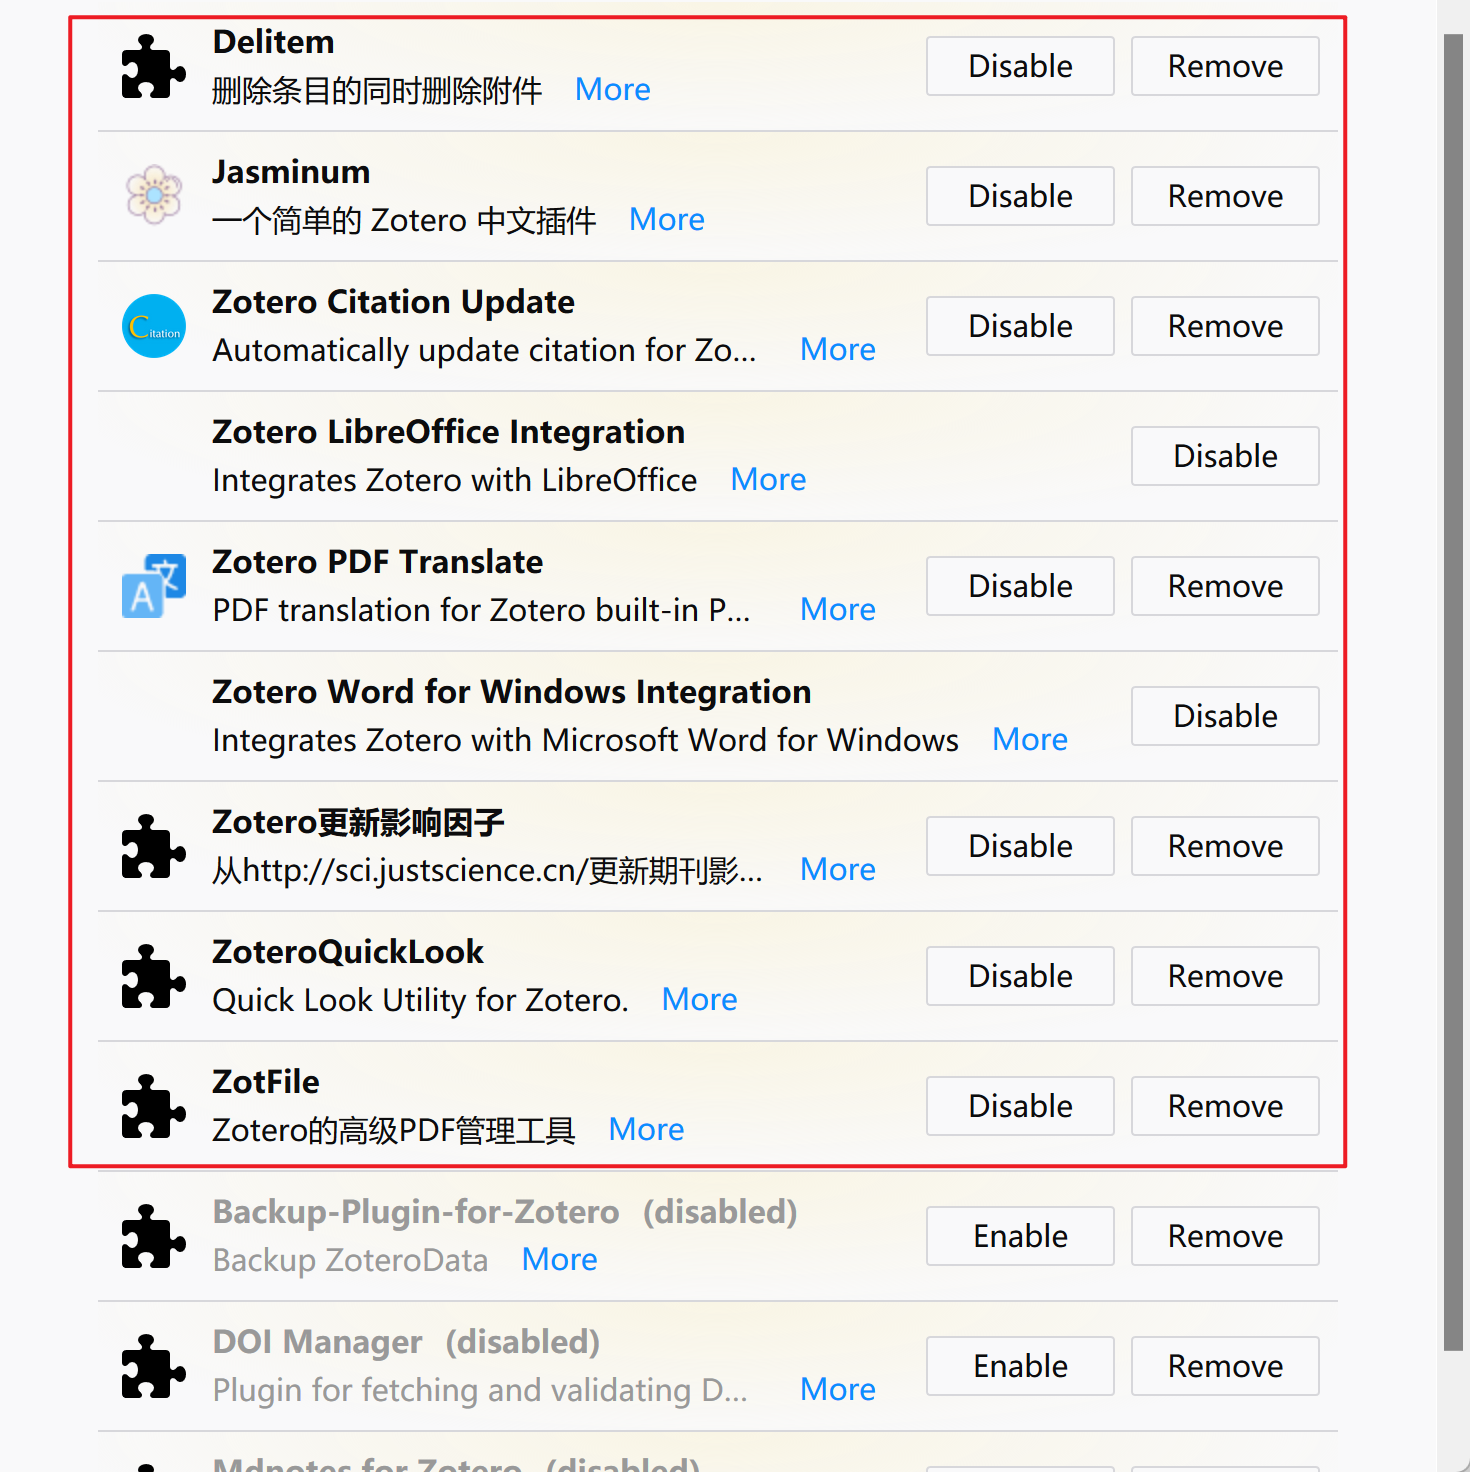 Delitem
删除条目的同时删除附件 More
Disable Remove
Jasminum
一个简单的 Zotero 中文插件 More
Disable Remove
Citation
Zotero Citation Update
Automatically update citation for Zo... More
Disable Remove
Zotero LibreOffice Integration
Integrates Zotero with LibreOffice More
Disable
A 文
Zotero PDF Translate
PDF translation for Zotero built-in P... More
Disable Remove
Zotero Word for Windows Integration
Integrates Zotero with Microsoft Word for Windows More
Disable
Zotero更新影响因子
从http://sci.justscience.cn/更新期刊影... More
Disable Remove
ZoteroQuickLook
Quick Look Utility for Zotero. More
Disable Remove
ZotFile
Zotero的高级PDF管理工具 More
Disable Remove
Backup-Plugin-for-Zotero (disabled)
Backup ZoteroData More
Enable Remove
DOI Manager (disabled)
Plugin for fetching and validating D... More
Enable Remove
Mdnotes for Zotero (disabled)